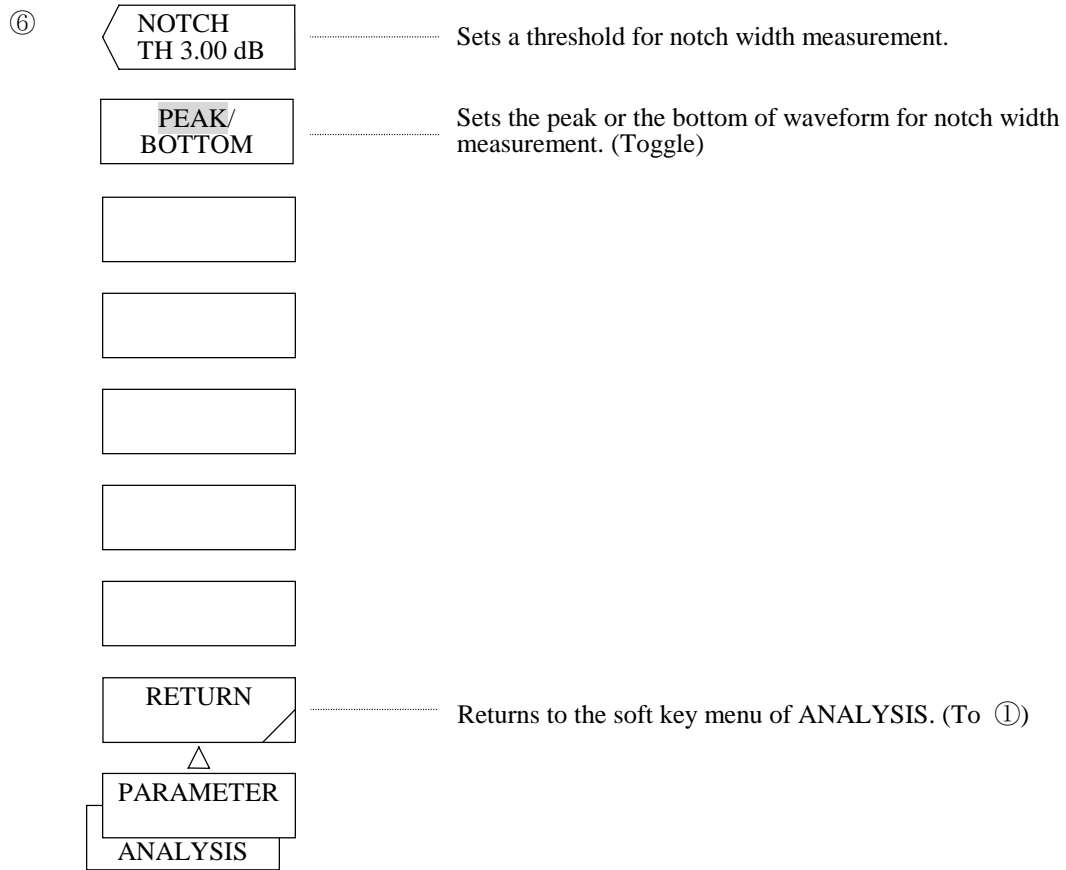 ⑥
NOTCH
TH 3.00 dB
Sets a threshold for notch width measurement.
PEAK/
BOTTOM
Sets the peak or the bottom of waveform for notch width
measurement. (Toggle)
RETURN
Returns to the soft key menu of ANALYSIS. (To ①)
PARAMETER
ANALYSIS